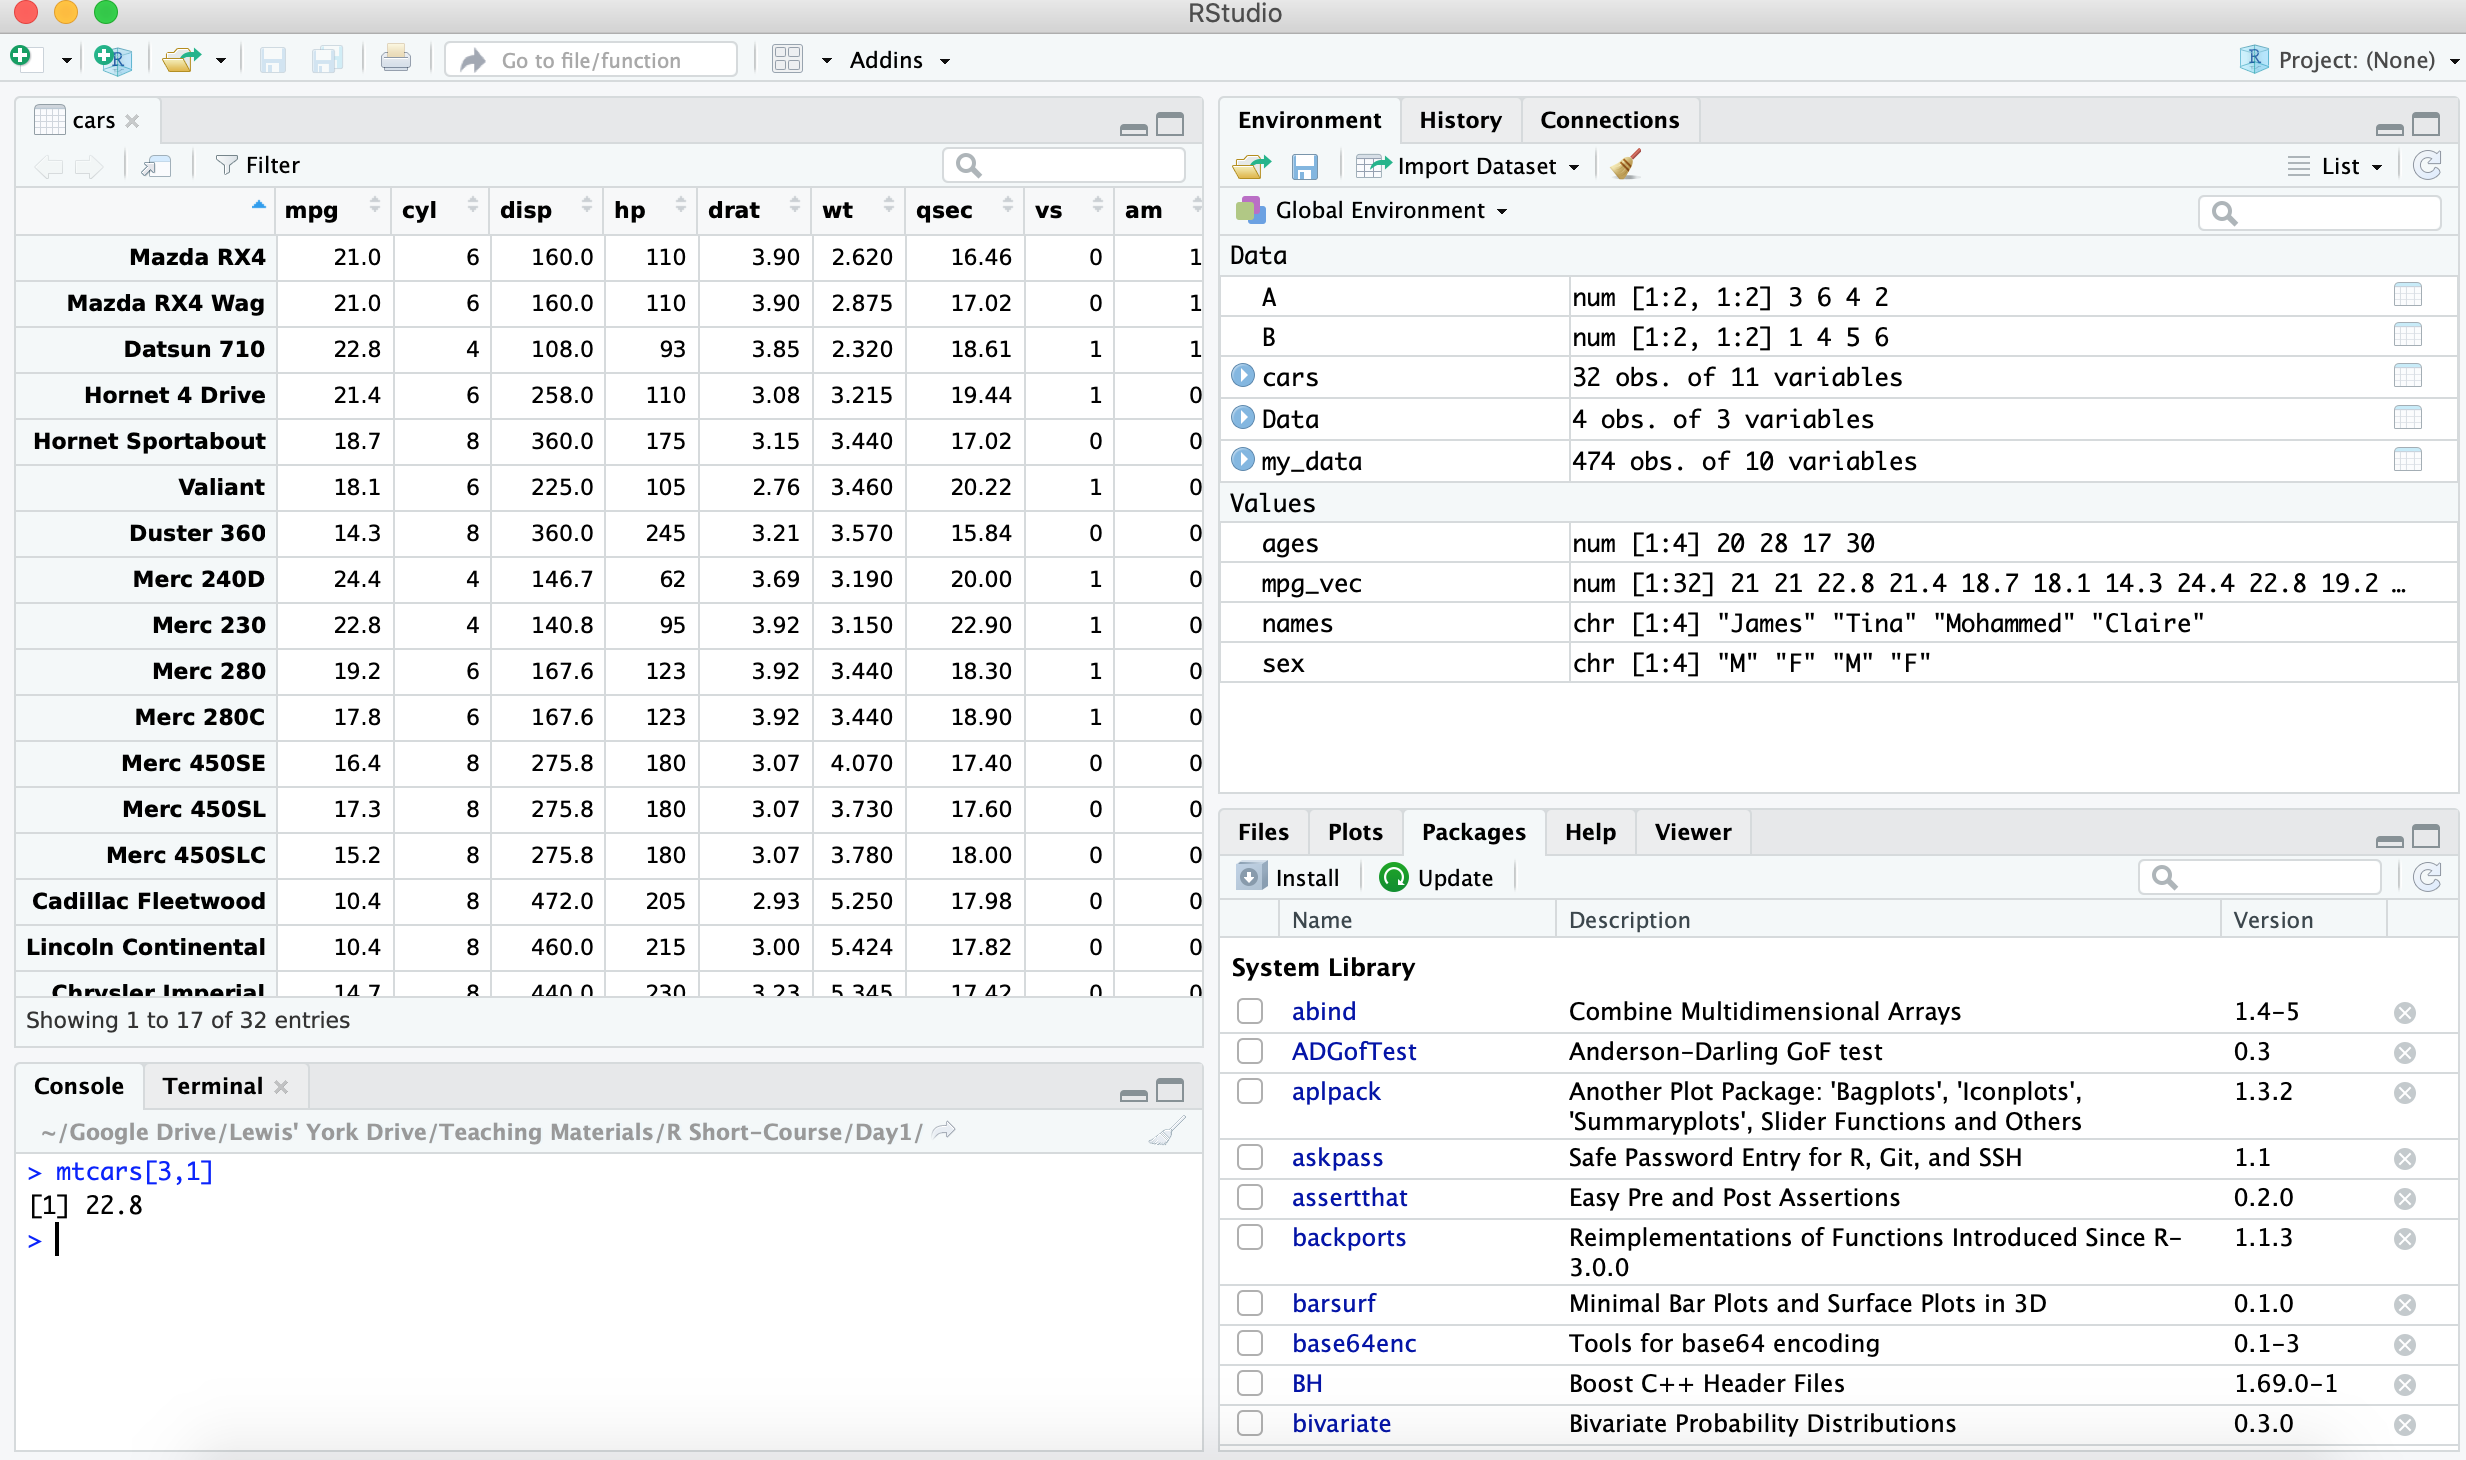 RStudio
Go to file/function
Addins
Project: (None)
cars
Filter
mpg cyl disp hp drat wt qsec vs am
Mazda RX4 21.0 6 160.0 110 3.90 2.620 16.46 0 1
Mazda RX4 Wag 21.0 6 160.0 110 3.90 2.875 17.02 0 1
Datsun 710 22.8 4 108.0 93 3.85 2.320 18.61 1 1
Hornet 4 Drive 21.4 6 258.0 110 3.08 3.215 19.44 1 0
Hornet Sportabout 18.7 8 360.0 175 3.15 3.440 17.02 0 0
Valiant 18.1 6 225.0 105 2.76 3.460 20.22 1 0
Duster 360 14.3 8 360.0 245 3.21 3.570 15.84 0 0
Merc 240D 24.4 4 146.7 62 3.69 3.190 20.00 1 0
Merc 230 22.8 4 140.8 95 3.92 3.150 22.90 1 0
Merc 280 19.2 6 167.6 123 3.92 3.440 18.30 1 0
Merc 280C 17.8 6 167.6 123 3.92 3.440 18.90 1 0
Merc 450SE 16.4 8 275.8 180 3.07 4.070 17.40 0 0
Merc 450SL 17.3 8 275.8 180 3.07 3.730 17.60 0 0
Merc 450SLC 15.2 8 275.8 180 3.07 3.780 18.00 0 0
Cadillac Fleetwood 10.4 8 472.0 205 2.93 5.250 17.98 0 0
Lincoln Continental 10.4 8 460.0 215 3.00 5.424 17.82 0 0
Chrysler Imperial 14.7 8 440.0 230 3.23 5.345 17.42 0 0
Showing 1 to 17 of 32 entries
Console Terminal
~/Google Drive/Lewis' York Drive/Teaching Materials/R Short-Course/Day1/
> mtcars[3,1]
[1] 22.8
>
Environment History Connections
Import Dataset
List
Global Environment
Data
A num [1:2, 1:2] 3 6 4 2
B num [1:2, 1:2] 1 4 5 6
cars 32 obs. of 11 variables
Data 4 obs. of 3 variables
my_data 474 obs. of 10 variables
Values
ages num [1:4] 20 28 17 30
mpg_vec num [1:32] 21 21 22.8 21.4 18.7 18.1 14.3 24.4 22.8 19.2 …
names chr [1:4] "James" "Tina" "Mohammed" "Claire"
sex chr [1:4] "M" "F" "M" "F"
Files Plots Packages Help Viewer
Install Update
Name Description Version
System Library
abind Combine Multidimensional Arrays 1.4-5
ADGofTest Anderson-Darling GoF test 0.3
aplpack Another Plot Package: 'Bagplots', 'Iconplots', 1.3.2
'Summaryplots', Slider Functions and Others
askpass Safe Password Entry for R, Git, and SSH 1.1
assertthat Easy Pre and Post Assertions 0.2.0
backports Reimplementations of Functions Introduced Since R- 1.1.3
3.0.0
barsurf Minimal Bar Plots and Surface Plots in 3D 0.1.0
base64enc Tools for base64 encoding 0.1-3
BH Boost C++ Header Files 1.69.0-1
bivariate Bivariate Probability Distributions 0.3.0